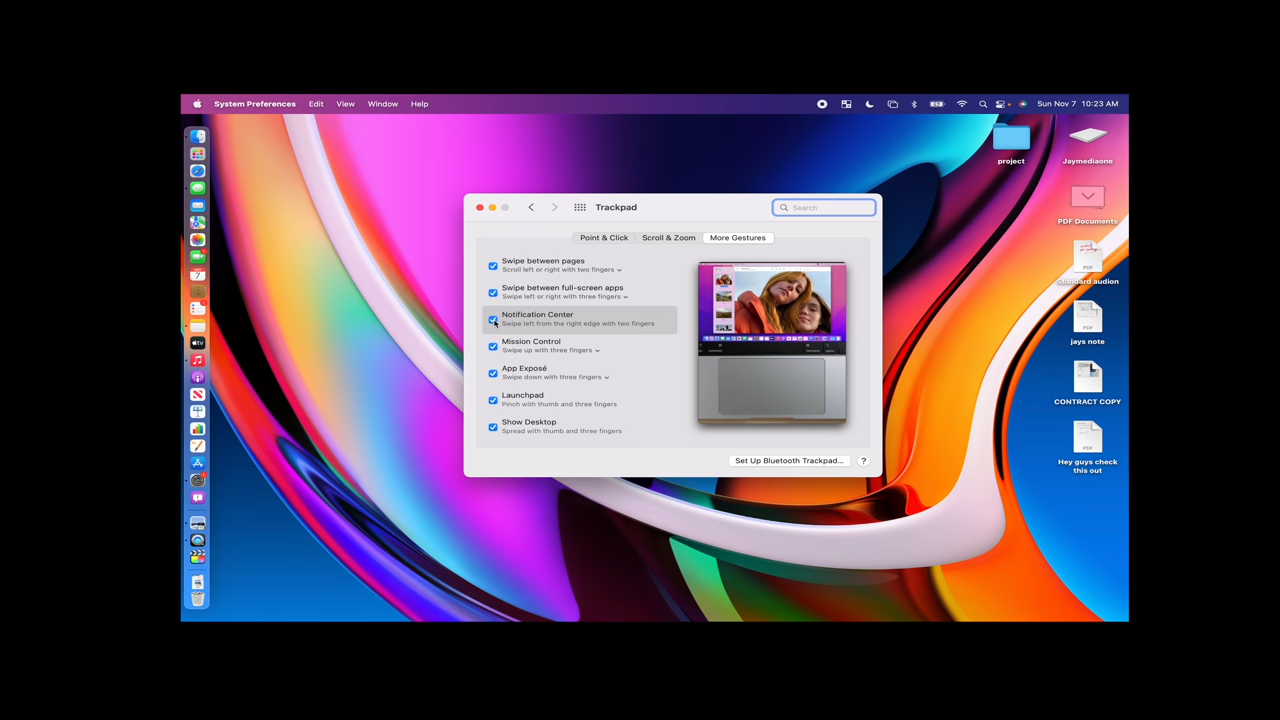 System Preferences Edit View Window Help Sun Nov 7 10:23 AM
project
Jaymediaone
PDF Documents
PDF
Standard audion
PDF
jays note
CONTRACT COPY
PDF
Hey guys check
this out
Trackpad
Search
Point & Click Scroll & Zoom More Gestures
Swipe between pages
Scroll left or right with two fingers
Swipe between full-screen apps
Swipe left or right with three fingers
Notification Center
Swipe left from the right edge with two fingers
Mission Control
Swipe up with three fingers
App Exposé
Swipe down with three fingers
Launchpad
Pinch with thumb and three fingers
Show Desktop
Spread with thumb and three fingers
Set Up Bluetooth Trackpad... ?
7
tv